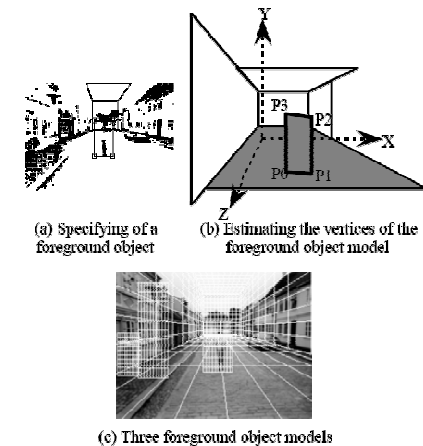 Y
P3
P2
X
P0
P1
Z
(a) Specifying of a
foreground object
(b) Estimating the vertices of the
foreground object model
(c) Three foreground object models